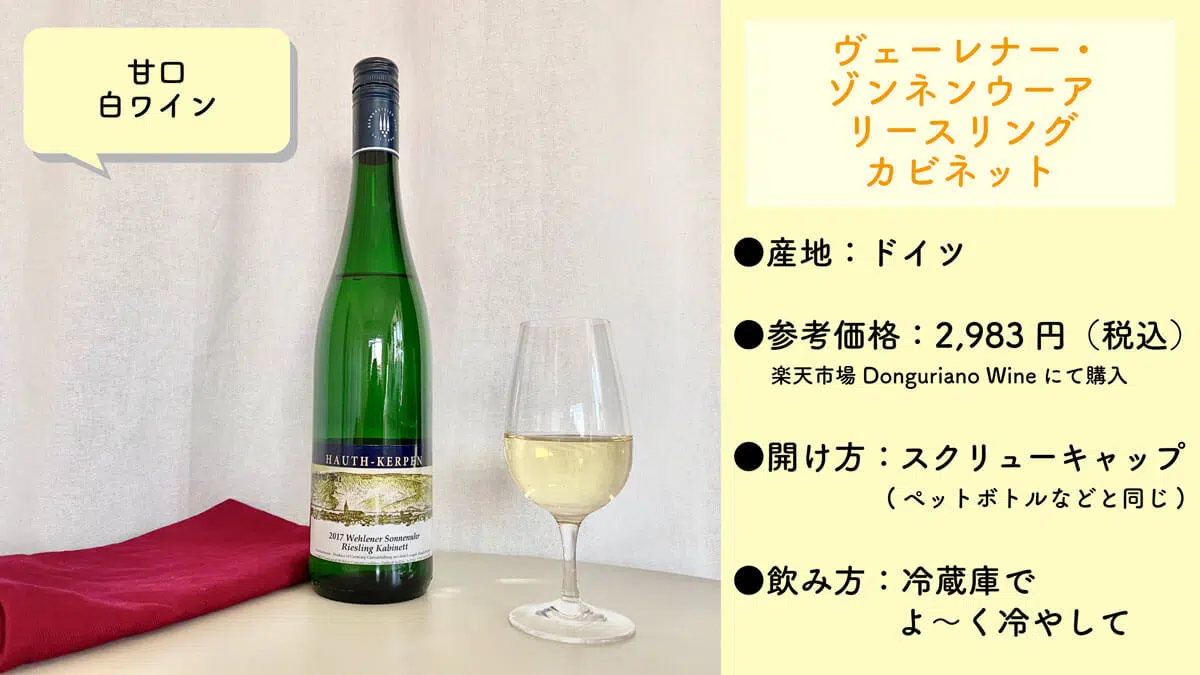 甘口
白ワイン
HAUTH-KERPEN
2017 Wehlener Sonnenuhr
Riesling Kabinett
ヴェーレナー・
ゾンネンウーア
リースリング
カビネット
●産地：ドイツ
●参考価格：2,983円（税込）
楽天市場 Donguriano Wine にて購入
●開け方：スクリューキャップ
（ペットボトルなどと同じ）
●飲み方：冷蔵庫で
よ～く冷やして